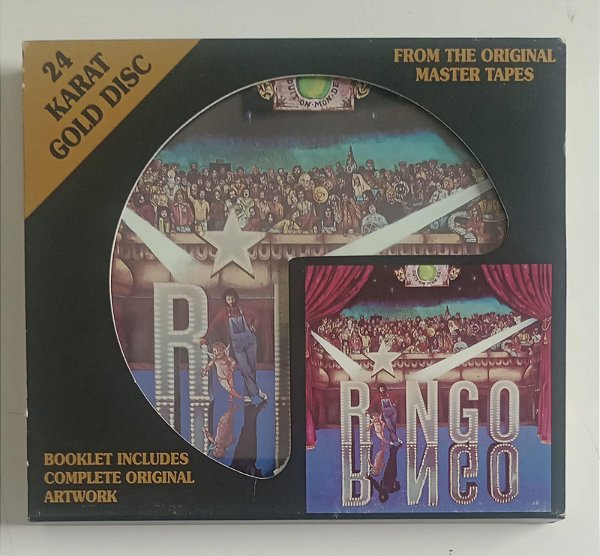 24
KARAT
GOLD DISC
FROM THE ORIGINAL
MASTER TAPES
DUIT·ON·MON·DEI
R I
RINGO
BOOKLET INCLUDES
COMPLETE ORIGINAL
ARTWORK